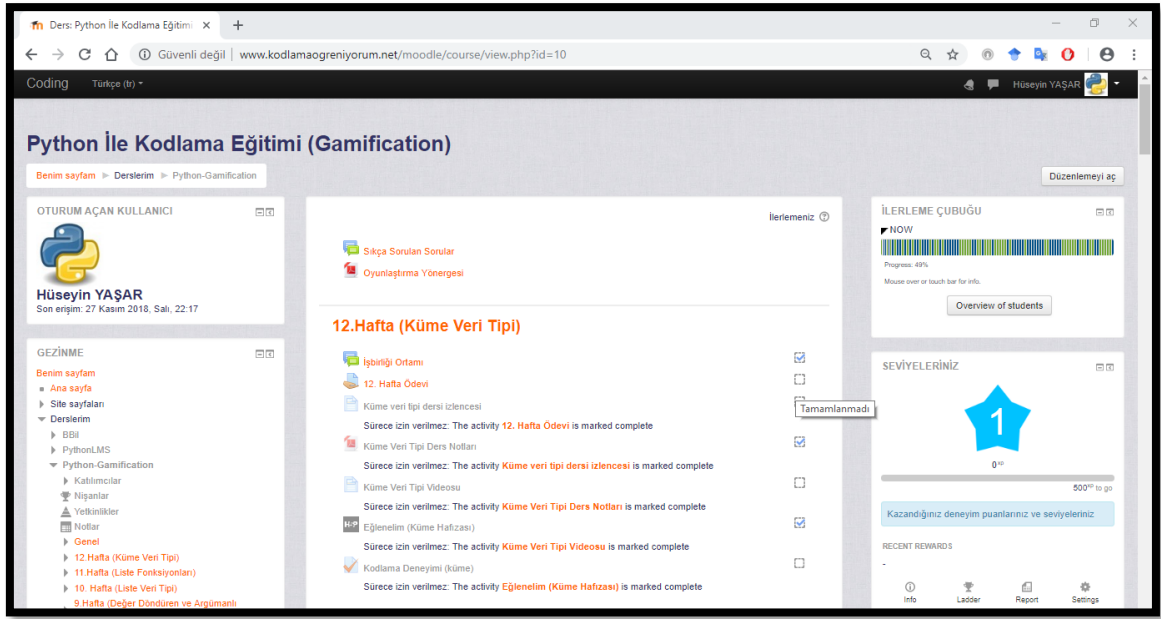 Ders: Python İle Kodlama Eğitimi
Güvenli değil | www.kodlamaogreniyorum.net/moodle/course/view.php?id=10
Coding Türkçe (tr)
Hüseyin YAŞAR
Python İle Kodlama Eğitimi (Gamification)
Benim sayfam Derslerim Python-Gamification
Düzenlemeyi aç
OTURUM AÇAN KULLANICI
Hüseyin YAŞAR
Son erişim: 27 Kasım 2018, Salı, 22:17
GEZİNME
Benim sayfam
Ana sayfa
Site sayfaları
Derslerim
BBil
PythonLMS
Python-Gamification
Katılımcılar
Nişanlar
Yetkinlikler
Notlar
Genel
12.Hafta (Küme Veri Tipi)
11.Hafta (Liste Fonksiyonları)
10. Hafta (Liste Veri Tipi)
9.Hafta (Değer Döndüren ve Argümanlı
İlerlemeniz
Sıkça Sorulan Sorular
Oyunlaştırma Yönergesi
12.Hafta (Küme Veri Tipi)
İşbirliği Ortamı
12. Hafta Ödevi
Küme veri tipi dersi izlencesi
Tamamlanmadı
Sürece izin verilmez: The activity 12. Hafta Ödevi is marked complete
Küme Veri Tipi Ders Notları
Sürece izin verilmez: The activity Küme veri tipi dersi izlencesi is marked complete
Küme Veri Tipi Videosu
Sürece izin verilmez: The activity Küme Veri Tipi Ders Notları is marked complete
H-P Eğlenelim (Küme Hafızası)
Sürece izin verilmez: The activity Küme Veri Tipi Videosu is marked complete
Kodlama Deneyimi (küme)
Sürece izin verilmez: The activity Eğlenelim (Küme Hafızası) is marked complete
İLERLEME ÇUBUĞU
NOW
Progress: 49%
Mouse over or touch bar for info.
Overview of students
SEVİYELERİNİZ
1
0xp
500xp to go
Kazandığınız deneyim puanlarınız ve seviyeleriniz
RECENT REWARDS
-
Info Ladder Report Settings